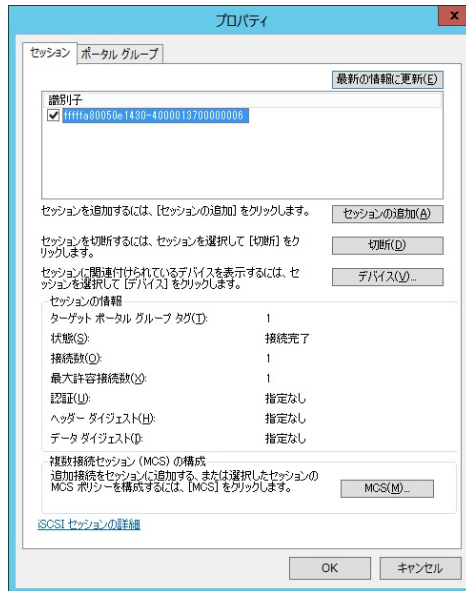 プロパティ
x
セッション ポータル グループ
最新の情報に更新(E)
識別子
fffffa80050e1430-4000013700000006
セッションを追加するには、[セッションの追加] をクリックします。
セッションの追加(A)
セッションを切断するには、セッションを選択して [切断] をク
リックします。
切断(D)
セッションに関連付けられているデバイスを表示するには、セ
ッションを選択して [デバイス] をクリックします。
デバイス(V)...
セッションの情報
ターゲット ポータル グループ タグ(T): 1
状態(S): 接続完了
接続数(O): 1
最大許容接続数(X): 1
認証(U): 指定なし
ヘッダー ダイジェスト(H): 指定なし
データ ダイジェスト(I): 指定なし
複数接続セッション (MCS) の構成
追加接続をセッションに追加する、または選択したセッションの
MCS ポリシーを構成するには、[MCS] をクリックします。
MCS(M)...
iSCSI セッションの詳細
OK キャンセル